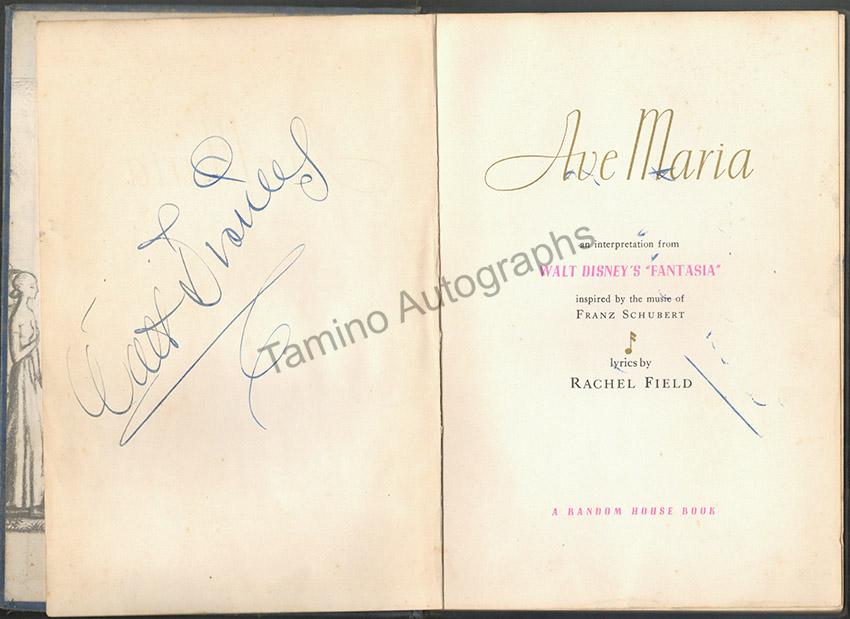 Walt Disney
Tamino Autographs
Ave Maria
an interpretation from
WALT DISNEY'S "FANTASIA"
inspired by the music of
FRANZ SCHUBERT
lyrics by
RACHEL FIELD
A RANDOM HOUSE BOOK